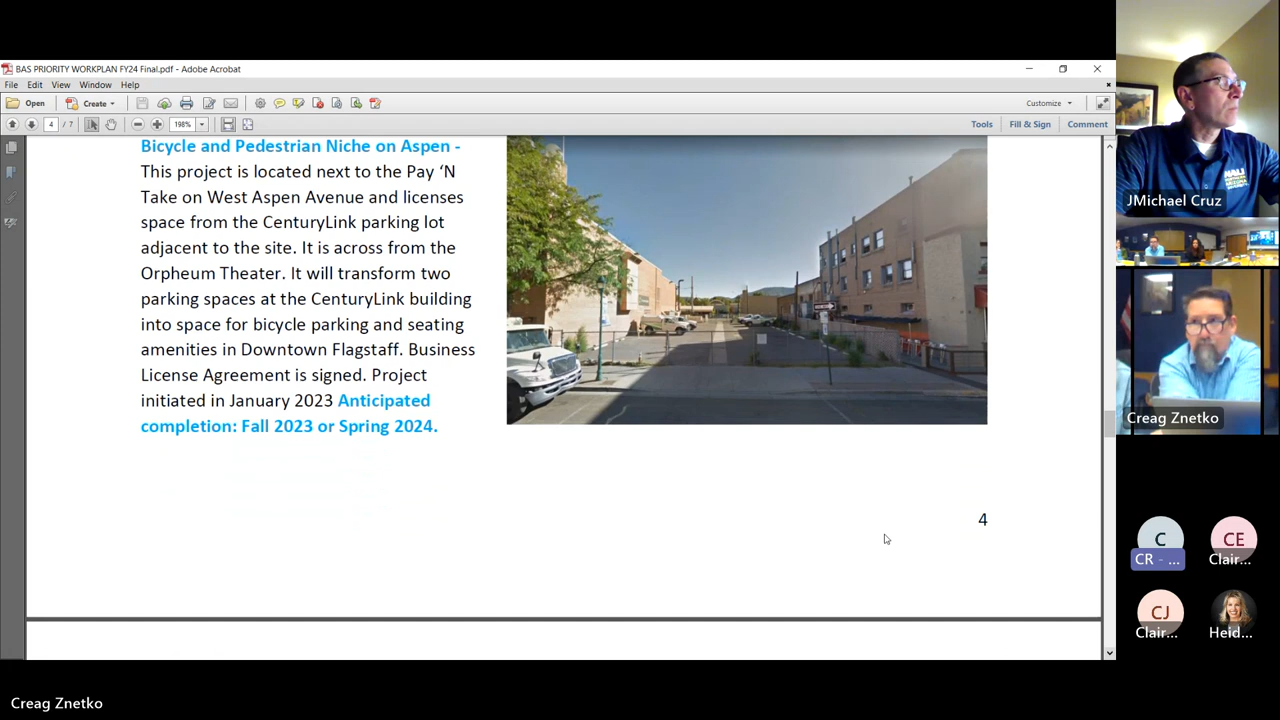 BAS PRIORITY WORKPLAN FY24 Final.pdf - Adobe Acrobat
File Edit View Window Help
Open Create Customize
4 / 7 198% Tools Fill & Sign Comment
Bicycle and Pedestrian Niche on Aspen -
This project is located next to the Pay ‘N
Take on West Aspen Avenue and licenses
space from the CenturyLink parking lot
adjacent to the site. It is across from the
Orpheum Theater. It will transform two
parking spaces at the CenturyLink building
into space for bicycle parking and seating
amenities in Downtown Flagstaff. Business
License Agreement is signed. Project
initiated in January 2023 Anticipated
completion: Fall 2023 or Spring 2024.
4
JMichael Cruz
Creag Znetko
C
CR - ...
CE
Clair...
CJ
Clair...
Heid...
Creag Znetko